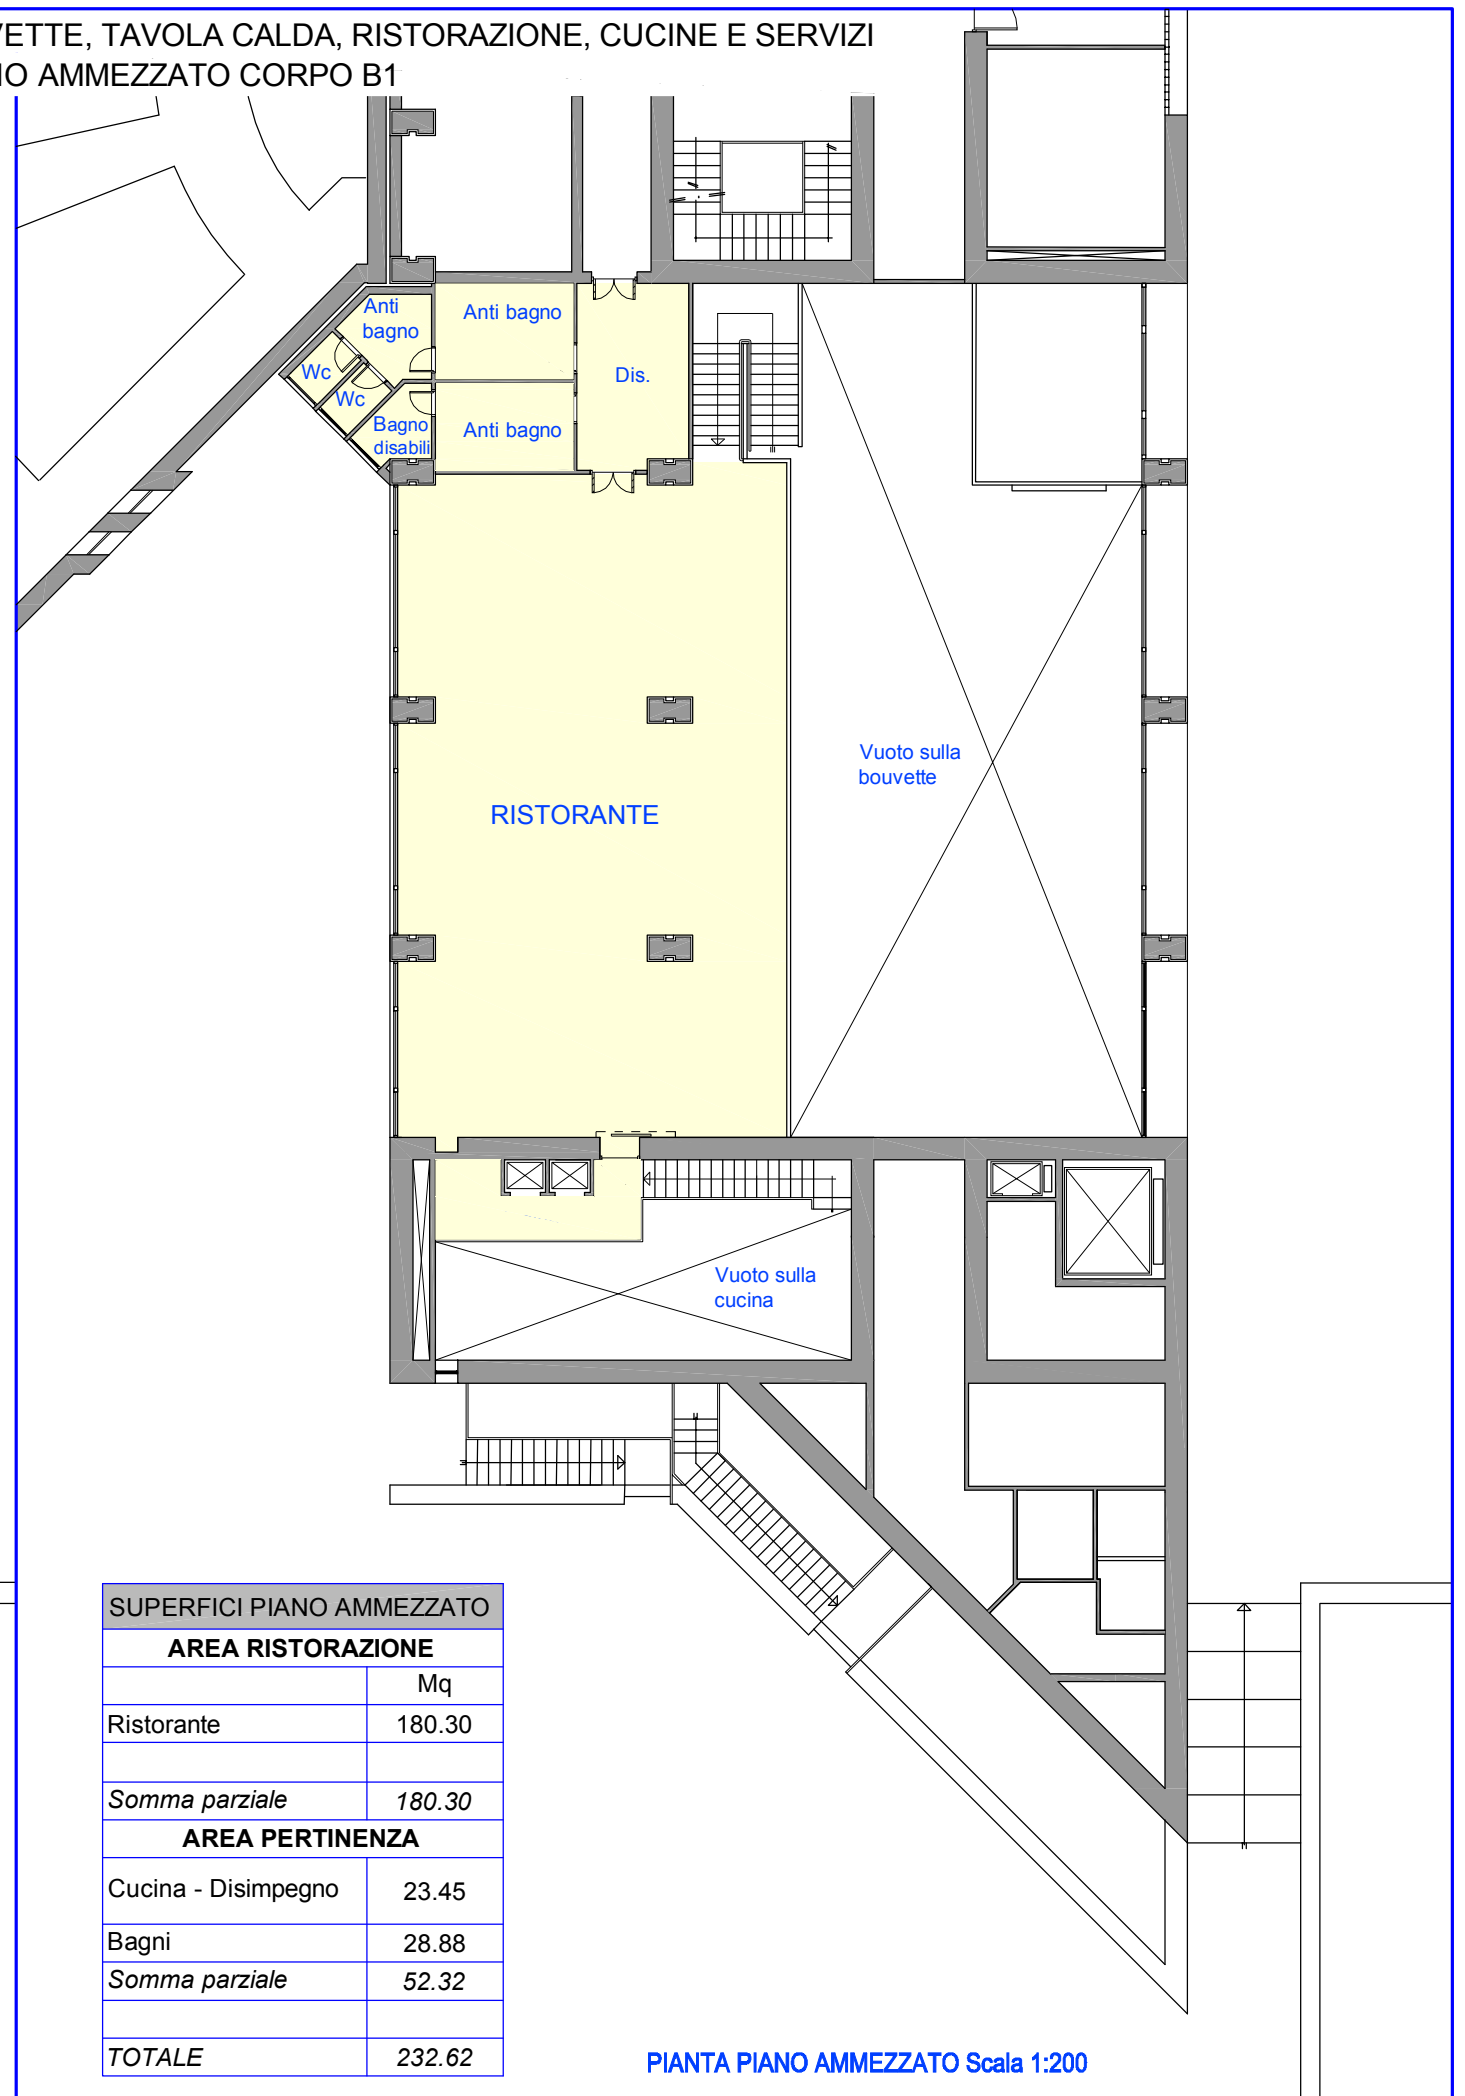 VETTE, TAVOLA CALDA, RISTORAZIONE, CUCINE E SERVIZI
NO AMMEZZATO CORPO B1
Anti
bagno
Anti bagno
Wc
Wc
Dis.
Bagno
disabili
Anti bagno
Vuoto sulla
bouvette
RISTORANTE
Vuoto sulla
cucina
SUPERFICI PIANO AMMEZZATO
AREA RISTORAZIONE
Mq
Ristorante 180.30
Somma parziale 180.30
AREA PERTINENZA
Cucina - Disimpegno 23.45
Bagni 28.88
Somma parziale 52.32
TOTALE 232.62
PIANTA PIANO AMMEZZATO Scala 1:200